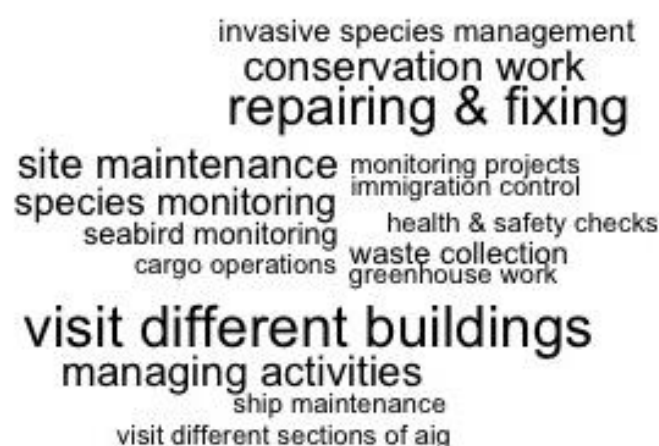 invasive species management
conservation work
repairing & fixing
site maintenance
monitoring projects
immigration control
species monitoring
health & safety checks
seabird monitoring
waste collection
cargo operations
greenhouse work
visit different buildings
managing activities
ship maintenance
visit different sections of aig